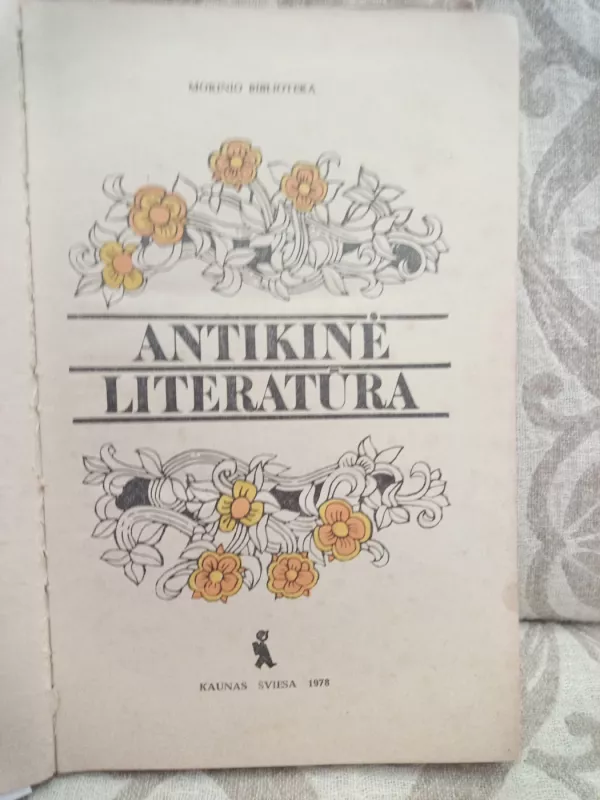 MOKINIO BIBLIOTEKA
ANTIKINĖ
LITERATŪRA
KAUNAS ŠVIESA 1978